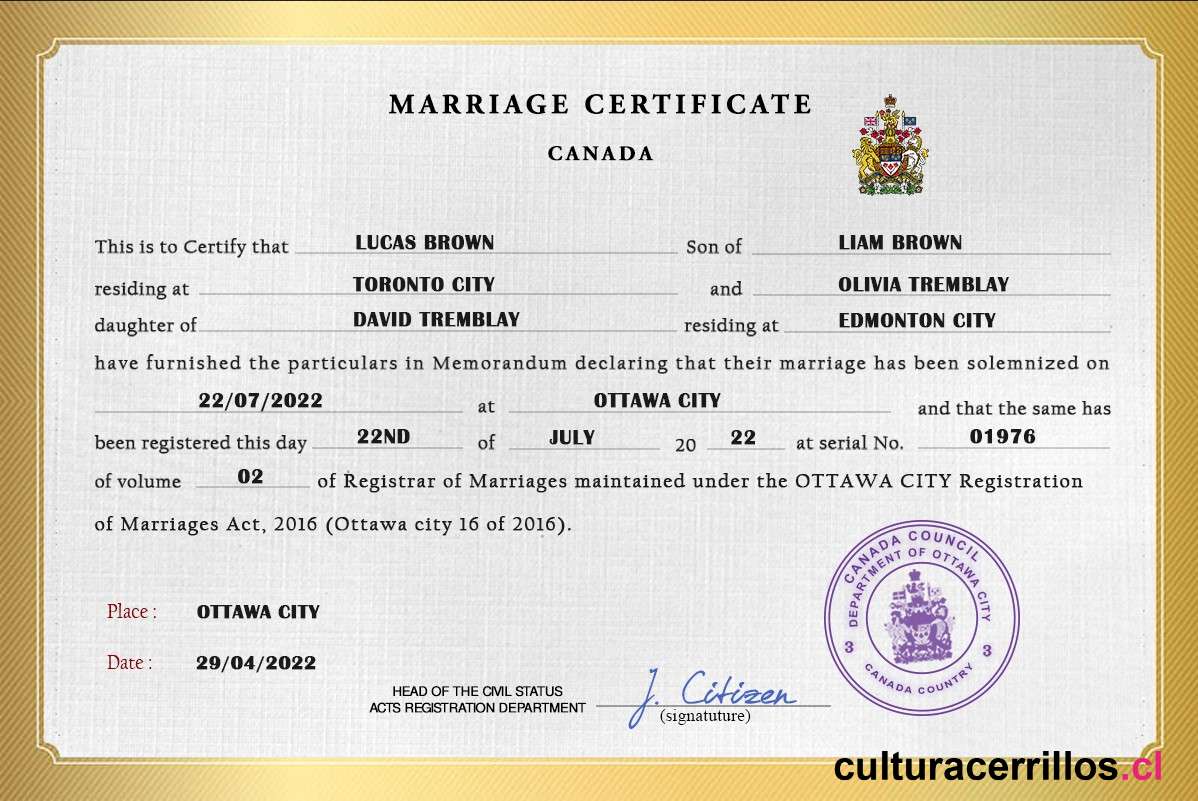 MARRIAGE CERTIFICATE
CANADA
This is to Certify that LUCAS BROWN Son of LIAM BROWN
residing at TORONTO CITY and OLIVIA TREMBLAY
daughter of DAVID TREMBLAY residing at EDMONTON CITY
have furnished the particulars in Memorandum declaring that their marriage has been solemnized on
22/07/2022 at OTTAWA CITY and that the same has
been registered this day 22ND of JULY 20 22 at serial No. 01976
of volume 02 of Registrar of Marriages maintained under the OTTAWA CITY Registration
of Marriages Act, 2016 (Ottawa city 16 of 2016).
CANADA COUNCIL
DEPARTMENT OF OTTAWA CITY
3 3
CANADA COUNTRY
Place : OTTAWA CITY
Date : 29/04/2022
HEAD OF THE CIVIL STATUS
ACTS REGISTRATION DEPARTMENT
J. Citizen
(signatuture)
culturacerrillos.cl